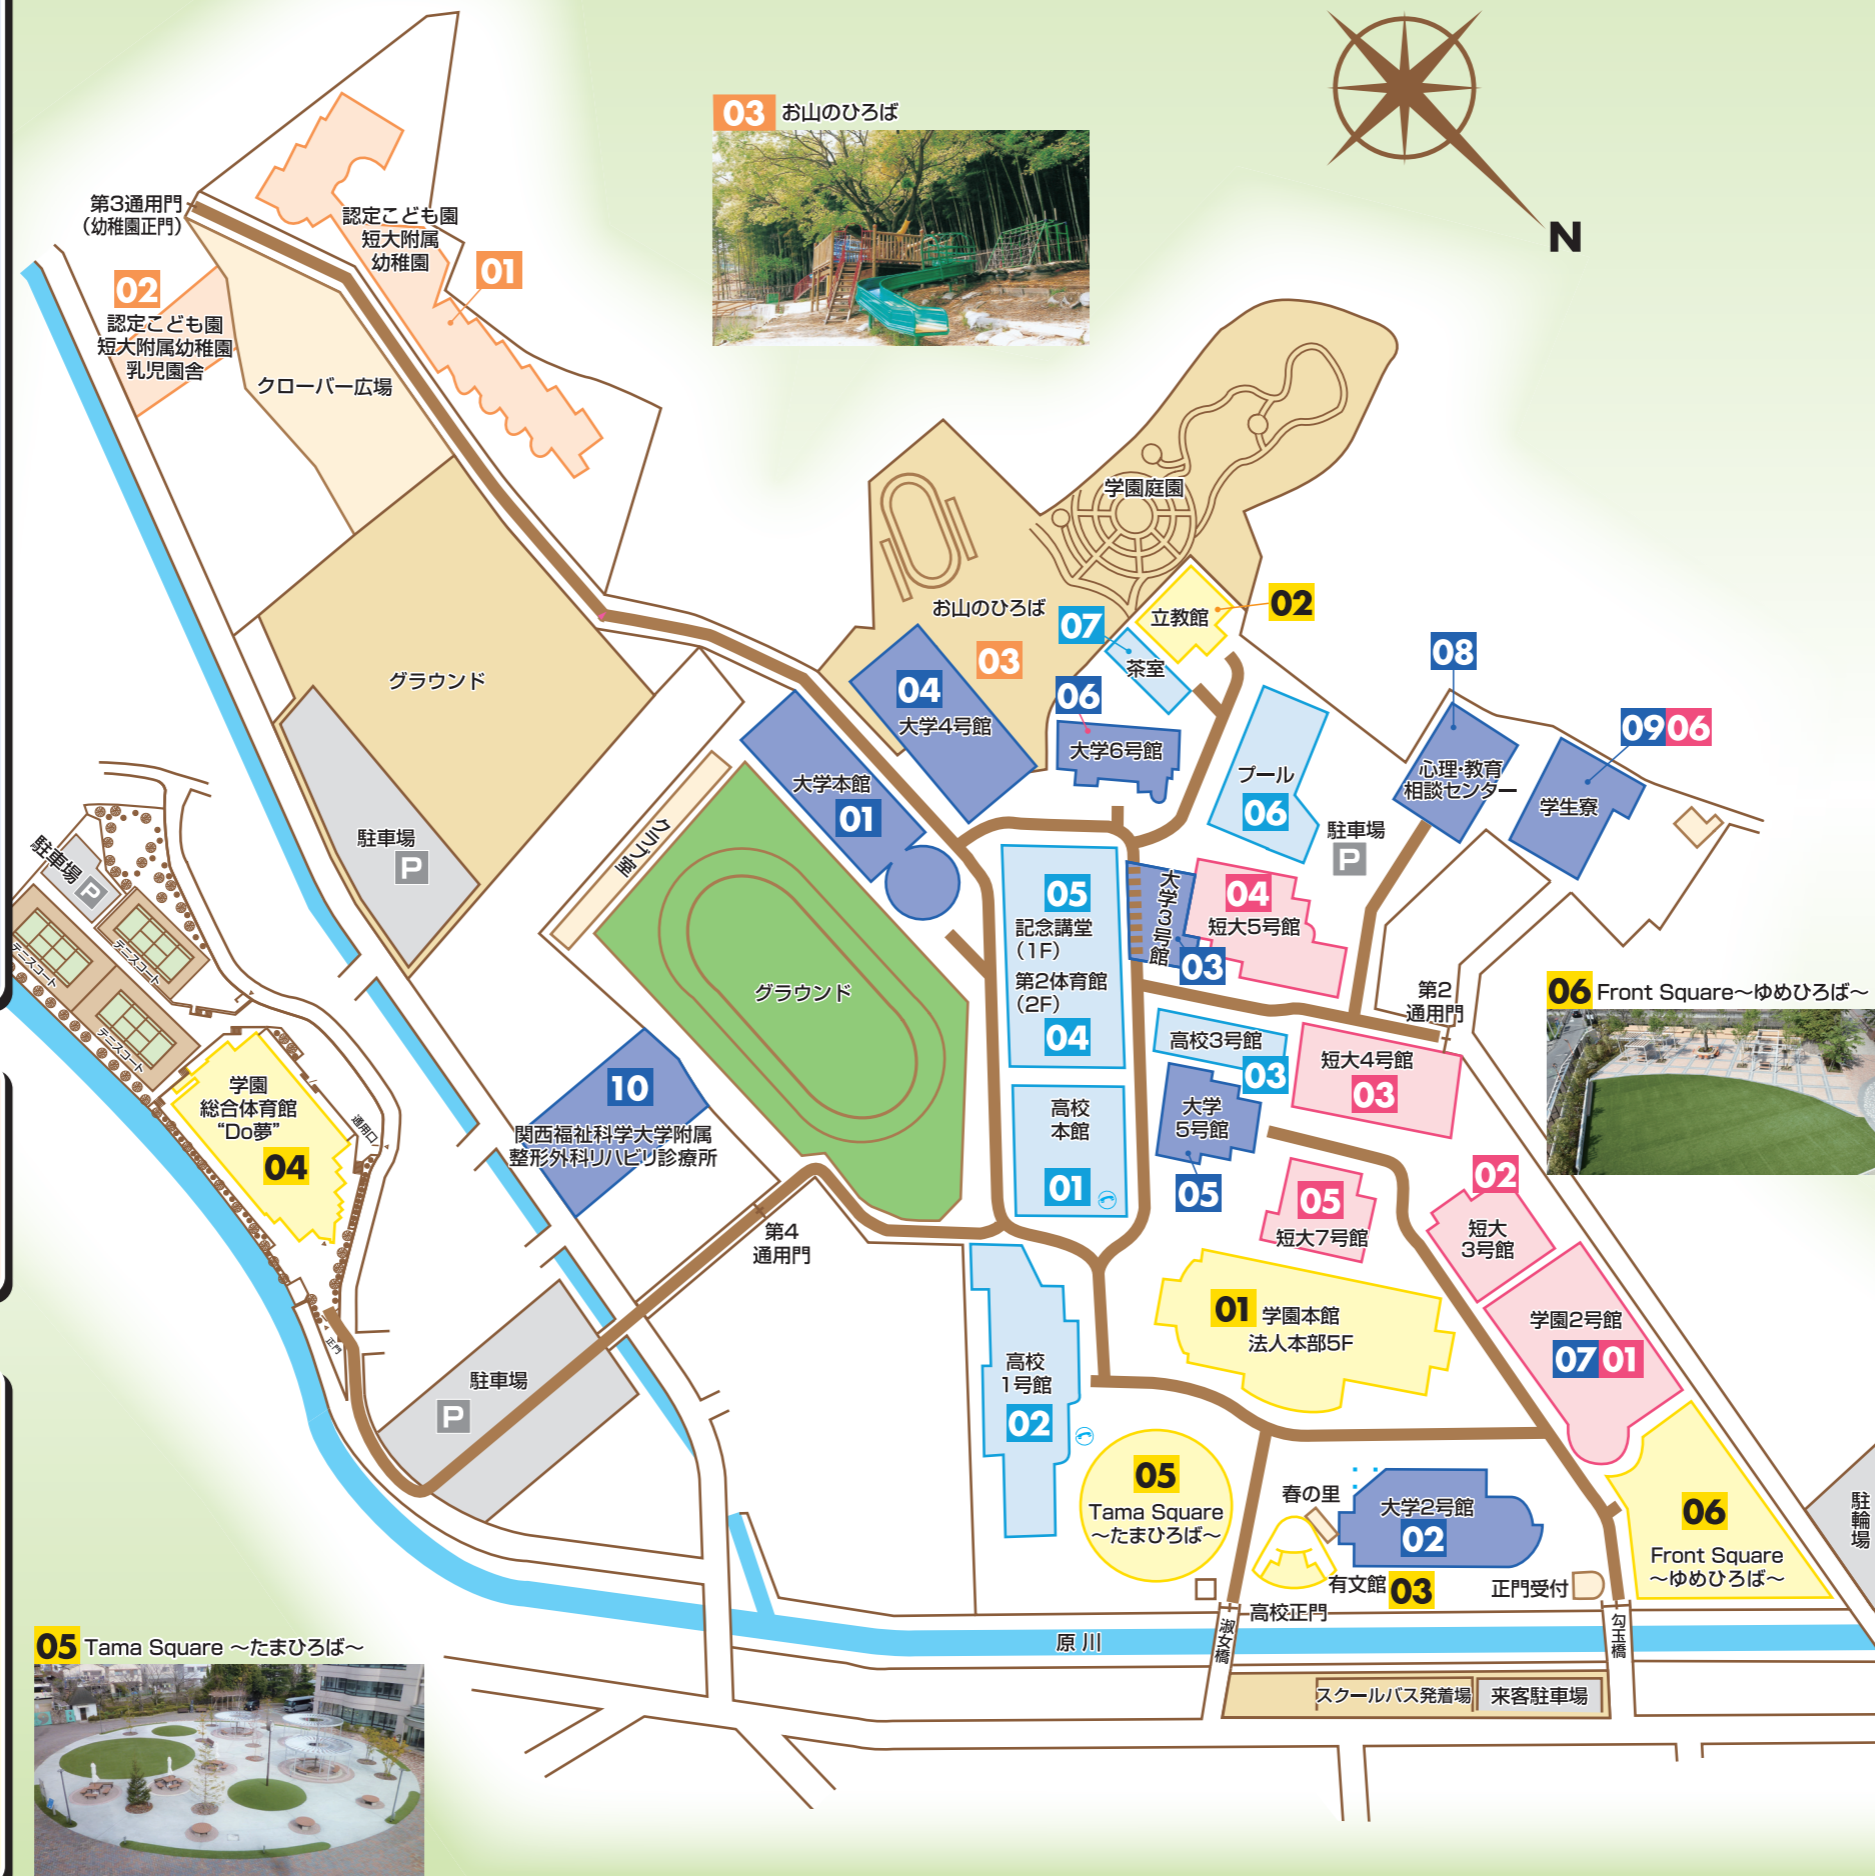 N
03 お山のひろば
第3通用門
(幼稚園正門)
認定こども園
短大附属
幼稚園
01
02
認定こども園
短大附属幼稚園
乳児園舎
クローバー広場
学園庭園
お山のひろば
03
立教館
02
07
茶室
グラウンド
04
大学4号館
06
大学6号館
08
心理・教育
相談センター
0906
学生寮
大学本館
01
プール
06
駐車場
P
駐車場
P
クラブ室
駐車場
P
テニスコート
テニスコート
テニスコート
グラウンド
05
記念講堂
(1F)
第2体育館
(2F)
04
大学3号館
03
04
短大5号館
第2
通用門
06 Front Square～ゆめひろば～
高校3号館
03
短大4号館
03
学園
総合体育館
“Do夢”
04
通用口
正門
10
関西福祉科学大学附属
整形外科リハビリ診療所
高校
本館
01
大学
5号館
05
05
短大7号館
02
短大
3号館
第4
通用門
01 学園本館
法人本部5F
学園2号館
0701
駐車場
P
高校
1号館
02
05
Tama Square
～たまひろば～
春の里
大学2号館
02
有文館 03
正門受付
06
Front Square
～ゆめひろば～
駐輪場
高校正門
淑女橋
勾玉橋
原川
スクールバス発着場
来客駐車場
05 Tama Square ～たまひろば～